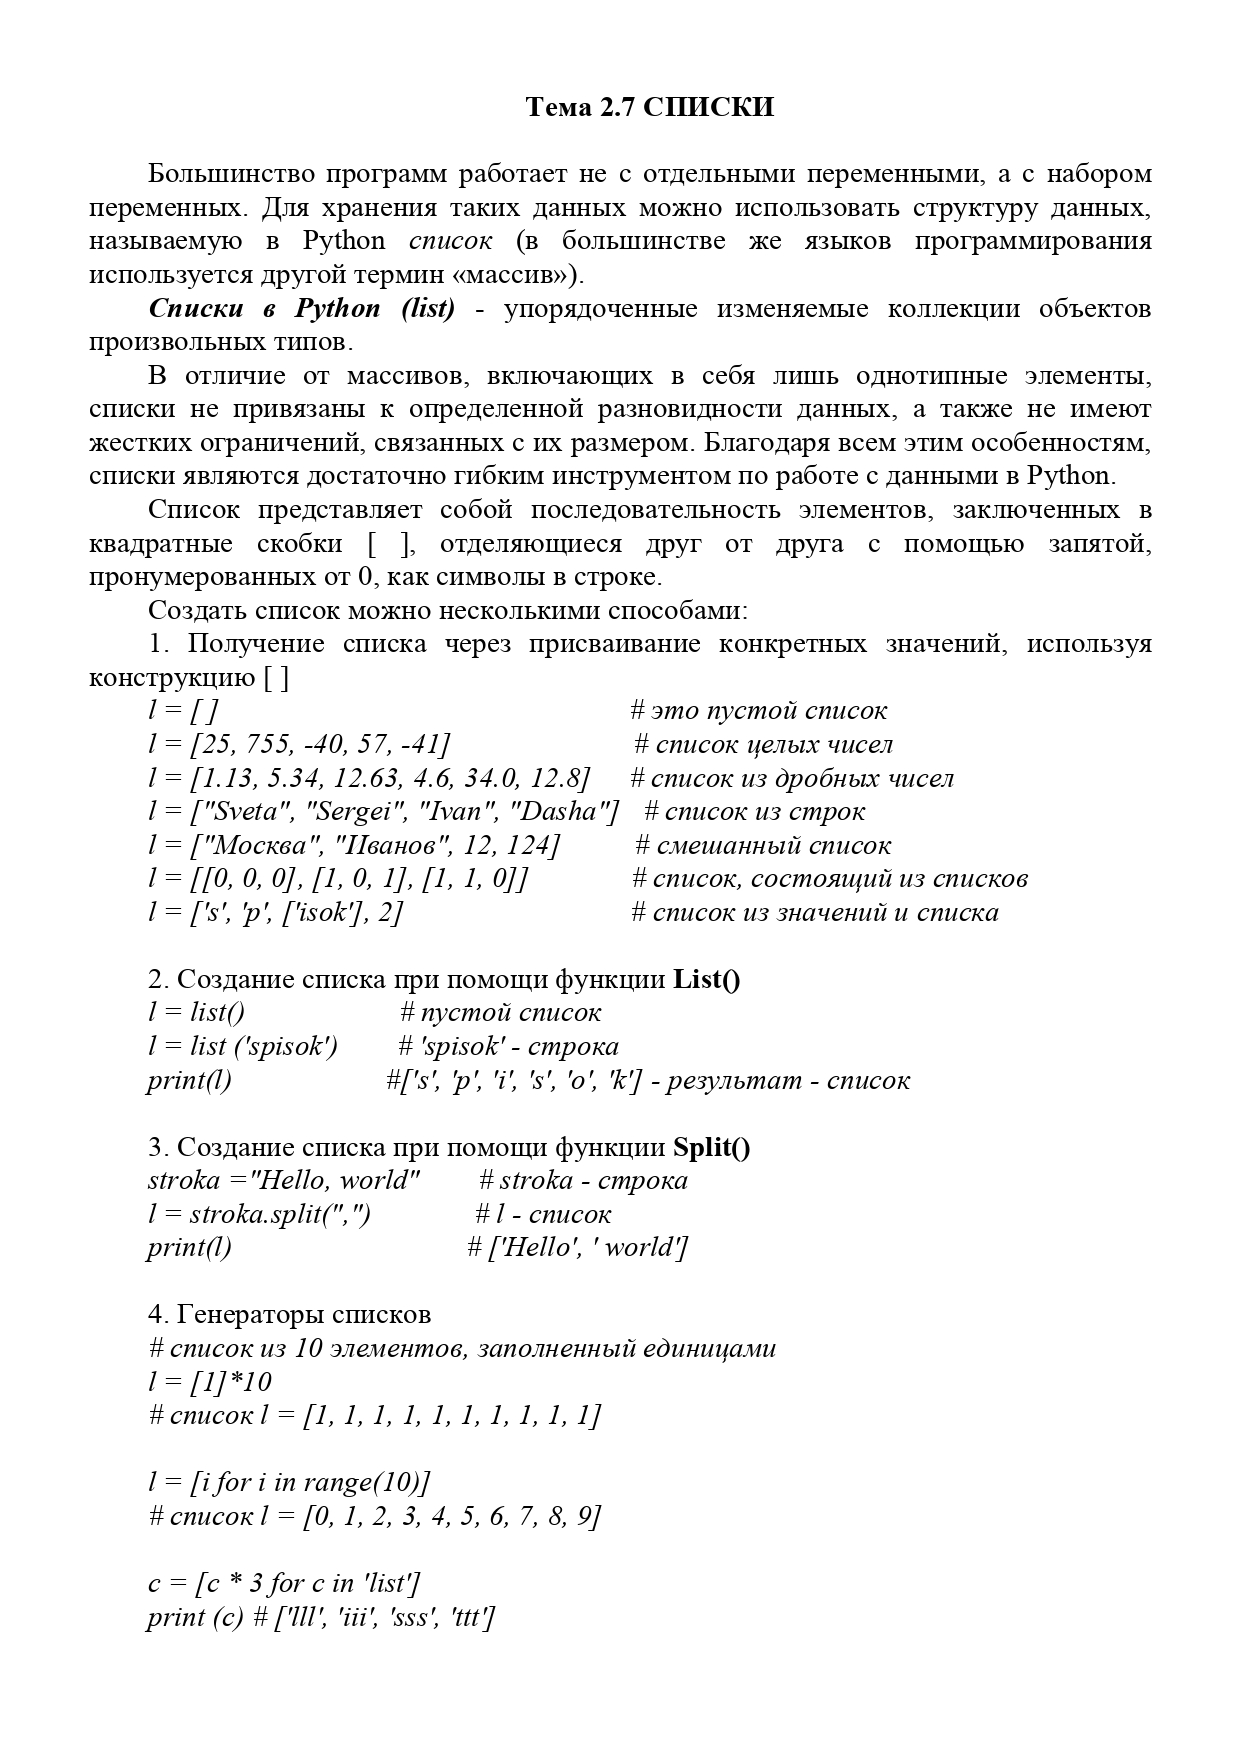 Тема 2.7 СПИСКИ
Большинство программ работает не с отдельными переменными, а с набором
переменных. Для хранения таких данных можно использовать структуру данных,
называемую в Python список (в большинстве же языков программирования
используется другой термин «массив»).
Списки в Python (list) - упорядоченные изменяемые коллекции объектов
произвольных типов.
В отличие от массивов, включающих в себя лишь однотипные элементы,
списки не привязаны к определенной разновидности данных, а также не имеют
жестких ограничений, связанных с их размером. Благодаря всем этим особенностям,
списки являются достаточно гибким инструментом по работе с данными в Python.
Список представляет собой последовательность элементов, заключенных в
квадратные скобки [ ], отделяющиеся друг от друга с помощью запятой,
пронумерованных от 0, как символы в строке.
Создать список можно несколькими способами:
1. Получение списка через присваивание конкретных значений, используя
конструкцию [ ]
l = [ ] # это пустой список
l = [25, 755, -40, 57, -41] # список целых чисел
l = [1.13, 5.34, 12.63, 4.6, 34.0, 12.8] # список из дробных чисел
l = ["Sveta", "Sergei", "Ivan", "Dasha"] # список из строк
l = ["Москва", "Иванов", 12, 124] # смешанный список
l = [[0, 0, 0], [1, 0, 1], [1, 1, 0]] # список, состоящий из списков
l = ['s', 'p', ['isok'], 2] # список из значений и списка
2. Создание списка при помощи функции List()
l = list() # пустой список
l = list ('spisok') # 'spisok' - строка
print(l) #['s', 'p', 'i', 's', 'o', 'k'] - результат - список
3. Создание списка при помощи функции Split()
stroka ="Hello, world" # stroka - строка
l = stroka.split(",") # l - список
print(l) # ['Hello', ' world']
4. Генераторы списков
# список из 10 элементов, заполненный единицами
l = [1]*10
# список l = [1, 1, 1, 1, 1, 1, 1, 1, 1, 1]
l = [i for i in range(10)]
# список l = [0, 1, 2, 3, 4, 5, 6, 7, 8, 9]
c = [c * 3 for c in 'list']
print (c) # ['lll', 'iii', 'sss', 'ttt']